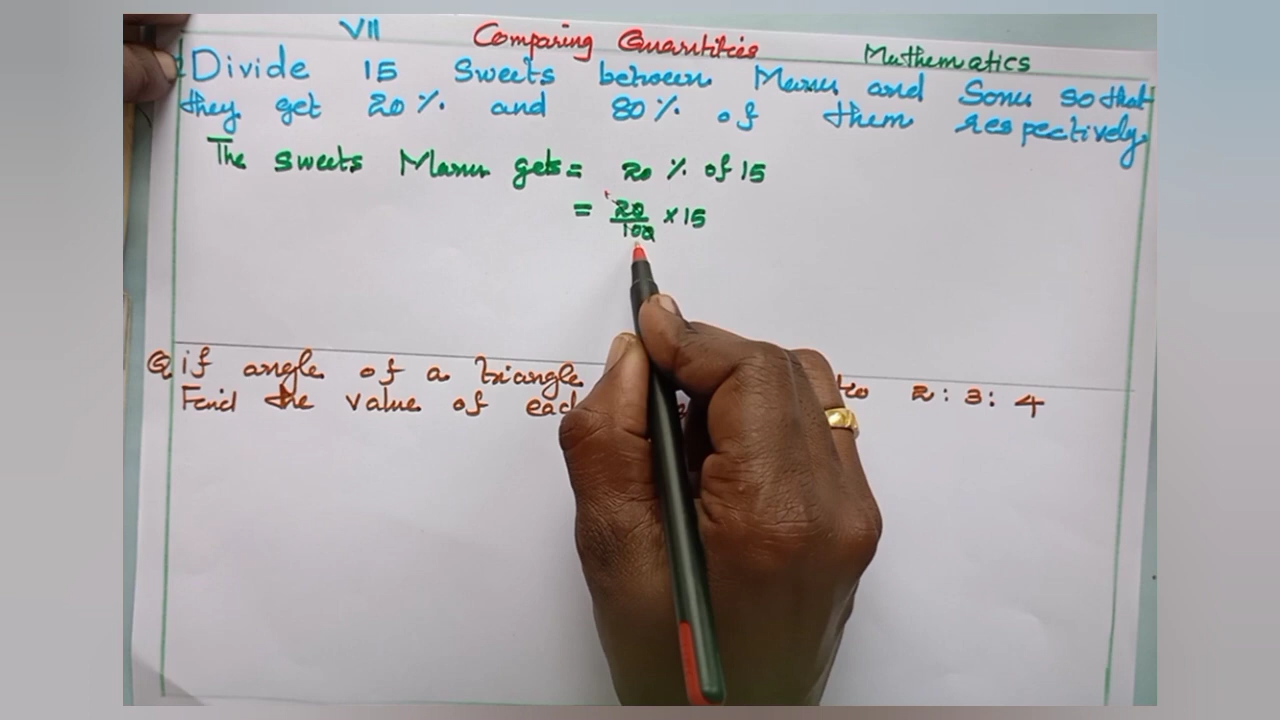 VII Comparing Quantities Mathematics
Divide 15 Sweets between Manu and Sonu so that
they get 20% and 80% of them respectively
The sweets Manu gets = 20% of 15
= 20/100 × 15
Q if angle of a triangle 2 : 3 : 4
Find the value of each